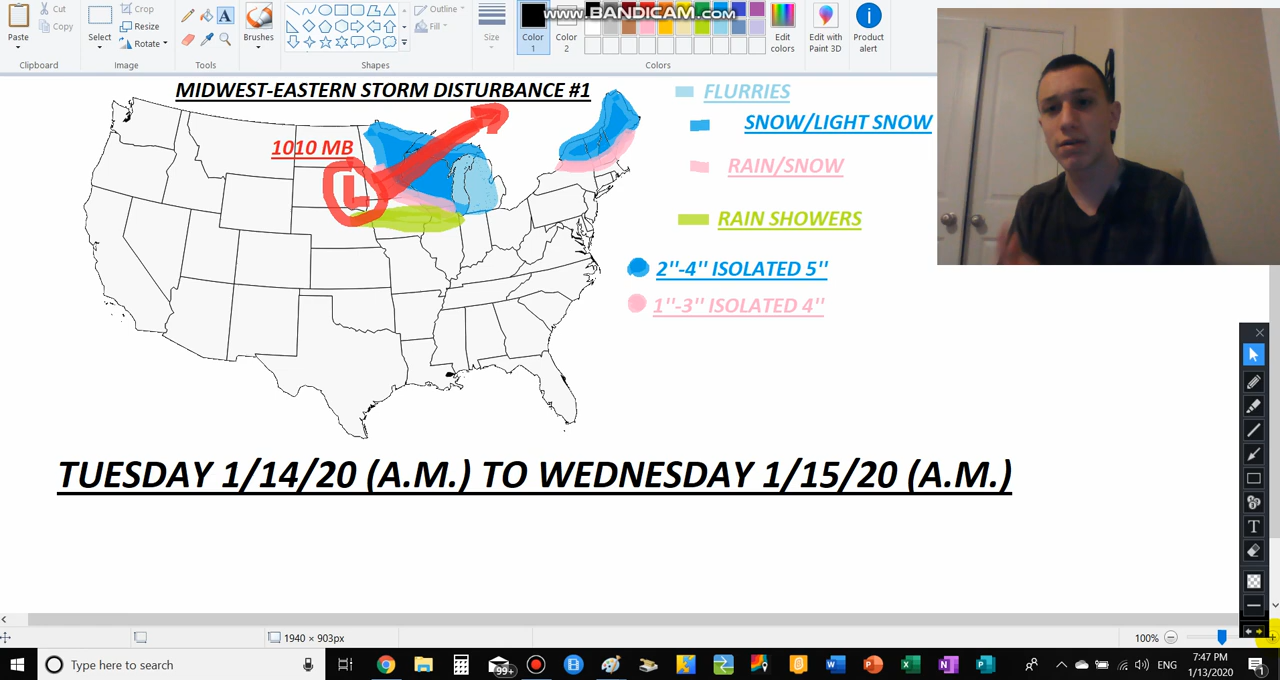 www.BANDICAM.com
Paste
Cut
Copy
Clipboard
Select
Crop
Resize
Rotate
Image
Tools
Brushes
Shapes
Outline
Fill
Size
Color 1
Color 2
Colors
Edit colors
Edit with Paint 3D
Product alert
MIDWEST-EASTERN STORM DISTURBANCE #1
1010 MB
L
FLURRIES
SNOW/LIGHT SNOW
RAIN/SNOW
RAIN SHOWERS
2''-4'' ISOLATED 5''
1''-3'' ISOLATED 4''
TUESDAY 1/14/20 (A.M.) TO WEDNESDAY 1/15/20 (A.M.)
1940 × 903px
100%
Type here to search
99+
ENG
7:47 PM
1/13/2020